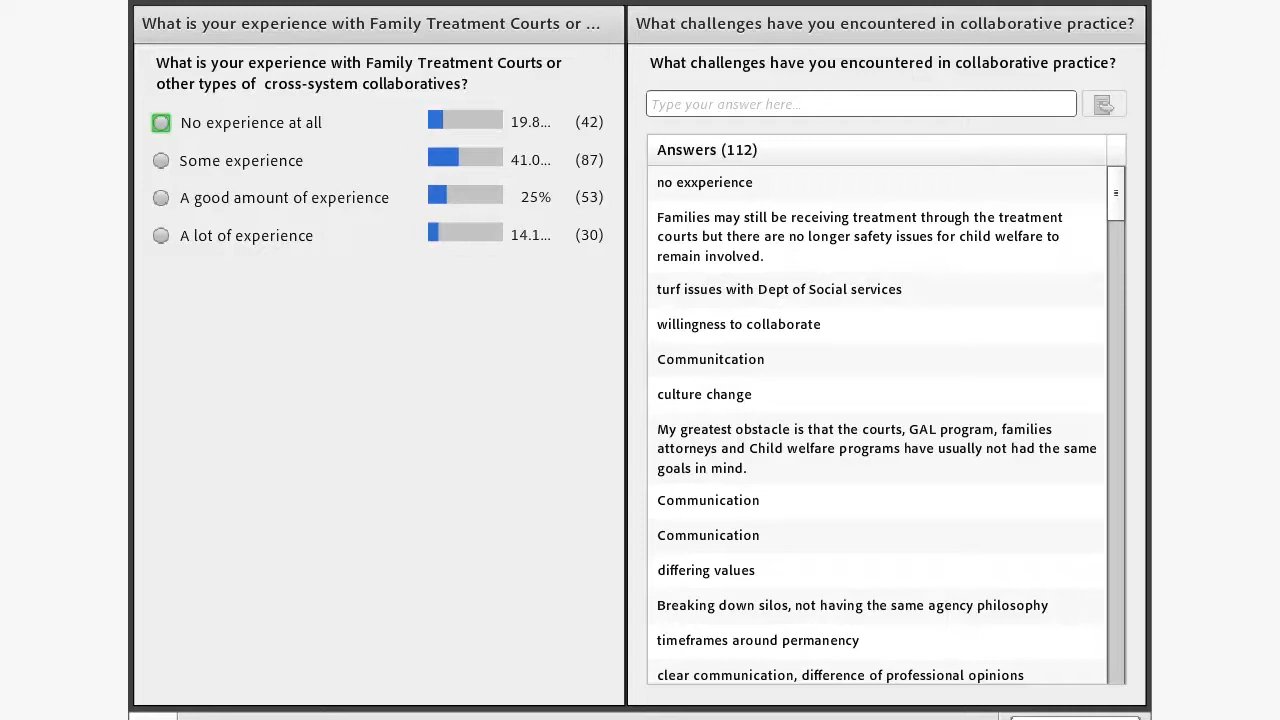 What is your experience with Family Treatment Courts or ...
What is your experience with Family Treatment Courts or
other types of cross-system collaboratives?
No experience at all 19.8... (42)
Some experience 41.0... (87)
A good amount of experience 25% (53)
A lot of experience 14.1... (30)
What challenges have you encountered in collaborative practice?
What challenges have you encountered in collaborative practice?
Type your answer here...
Answers (112)
no exxperience
Families may still be receiving treatment through the treatment
courts but there are no longer safety issues for child welfare to
remain involved.
turf issues with Dept of Social services
willingness to collaborate
Communitcation
culture change
My greatest obstacle is that the courts, GAL program, families
attorneys and Child welfare programs have usually not had the same
goals in mind.
Communication
Communication
differing values
Breaking down silos, not having the same agency philosophy
timeframes around permanency
clear communication, difference of professional opinions